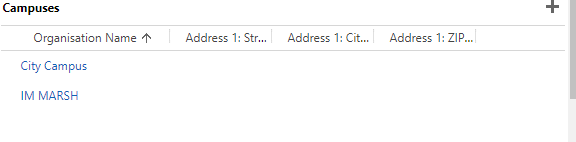 Campuses
Organisation Name Address 1: Str... Address 1: Cit... Address 1: ZIP...
City Campus
IM MARSH